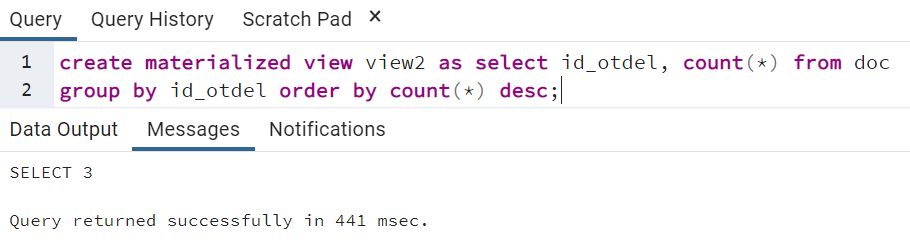 Query Query History Scratch Pad ×
1 create materialized view view2 as select id_otdel, count(*) from doc
2 group by id_otdel order by count(*) desc;
Data Output Messages Notifications
SELECT 3
Query returned successfully in 441 msec.